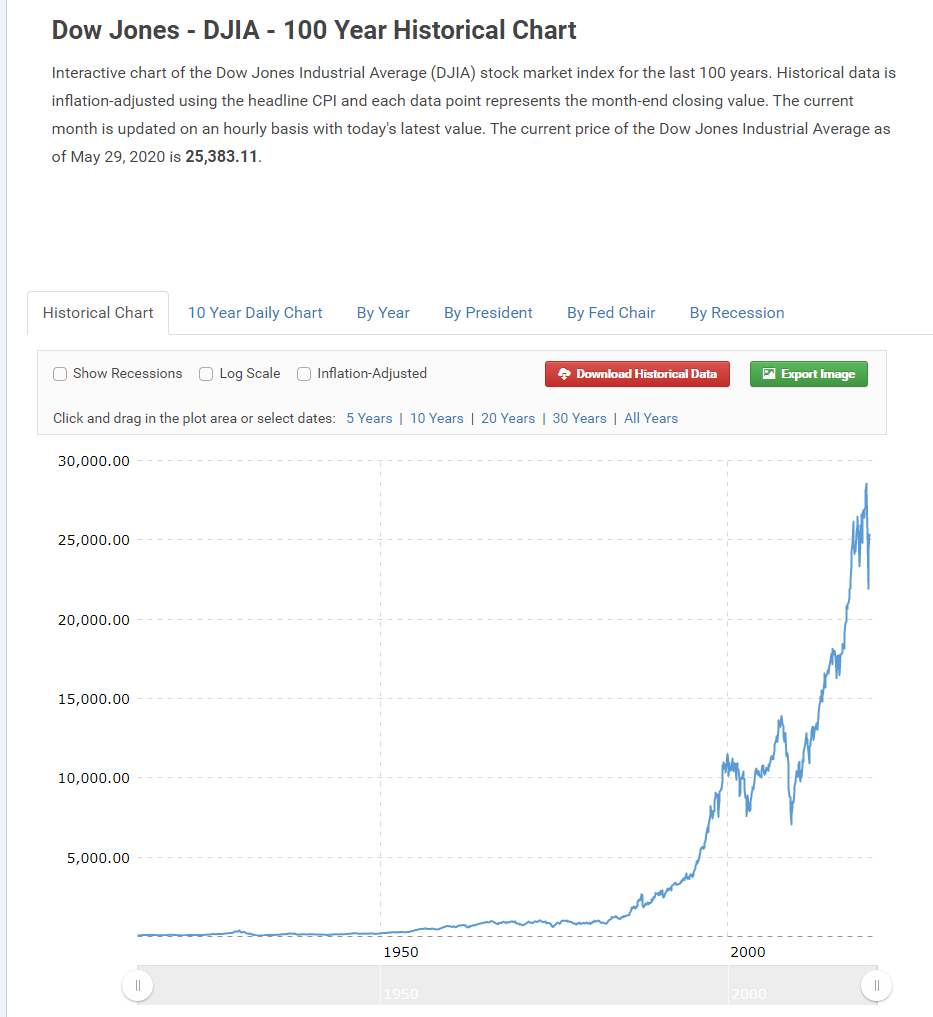 Dow Jones - DJIA - 100 Year Historical Chart
Interactive chart of the Dow Jones Industrial Average (DJIA) stock market index for the last 100 years. Historical data is
inflation-adjusted using the headline CPI and each data point represents the month-end closing value. The current
month is updated on an hourly basis with today's latest value. The current price of the Dow Jones Industrial Average as
of May 29, 2020 is 25,383.11.
Historical Chart 10 Year Daily Chart By Year By President By Fed Chair By Recession
Show Recessions Log Scale Inflation-Adjusted Download Historical Data Export Image
Click and drag in the plot area or select dates: 5 Years | 10 Years | 20 Years | 30 Years | All Years
30,000.00
25,000.00
20,000.00
15,000.00
10,000.00
5,000.00
1950 2000
1950 2000